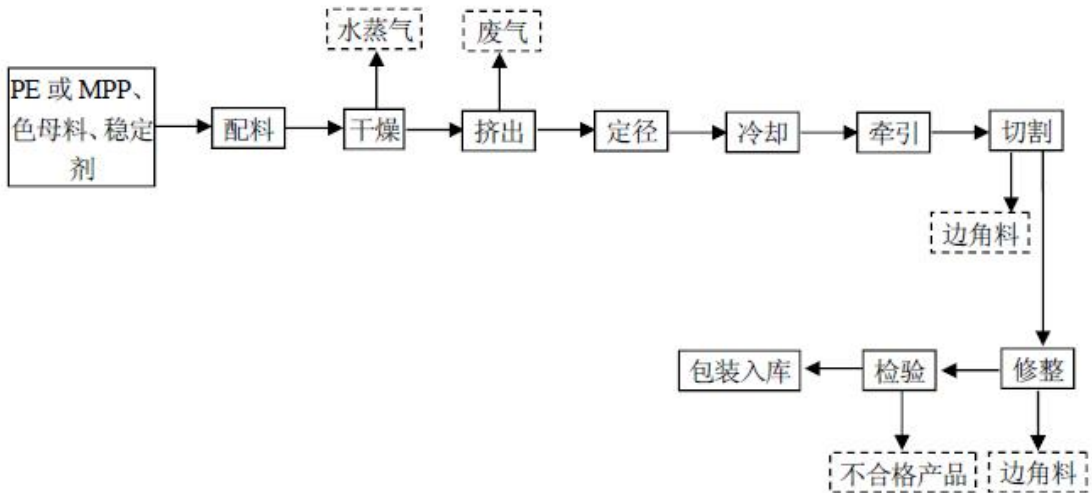 水蒸气
废气
PE 或 MPP、
色母料、稳定
剂
配料
干燥
挤出
定径
冷却
牵引
切割
边角料
包装入库
检验
修整
不合格产品
边角料